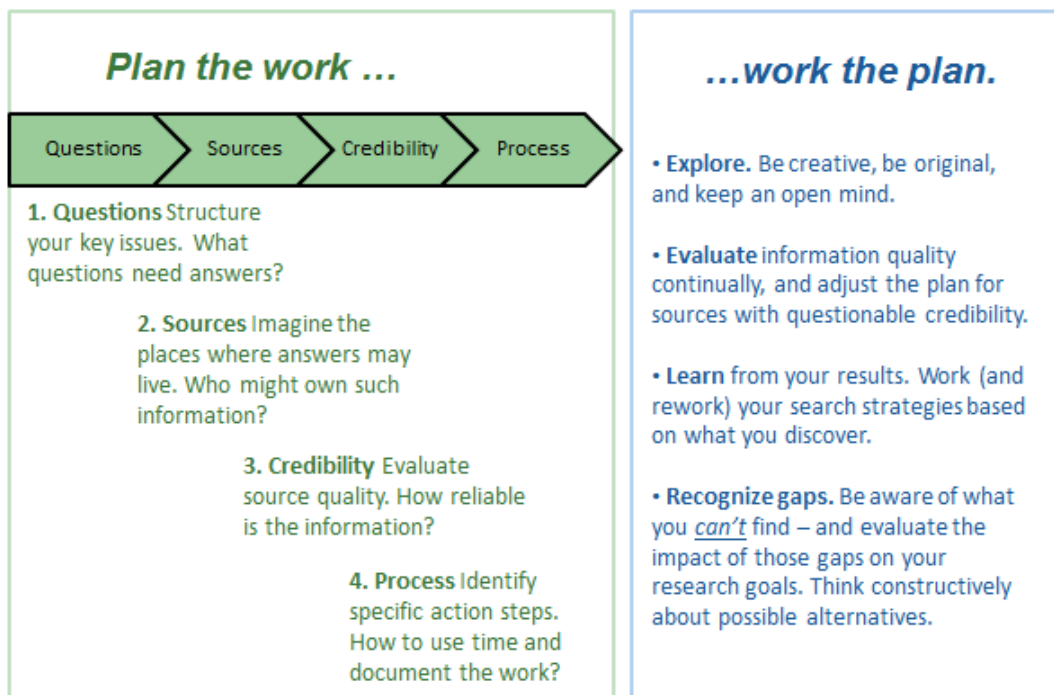 Plan the work …
Questions
Sources
Credibility
Process
1. Questions Structure
your key issues. What
questions need answers?
2. Sources Imagine the
places where answers may
live. Who might own such
information?
3. Credibility Evaluate
source quality. How reliable
is the information?
4. Process Identify
specific action steps.
How to use time and
document the work?
…work the plan.
• Explore. Be creative, be original,
and keep an open mind.
• Evaluate information quality
continually, and adjust the plan for
sources with questionable credibility.
• Learn from your results. Work (and
rework) your search strategies based
on what you discover.
• Recognize gaps. Be aware of what
you can’t find – and evaluate the
impact of those gaps on your
research goals. Think constructively
about possible alternatives.